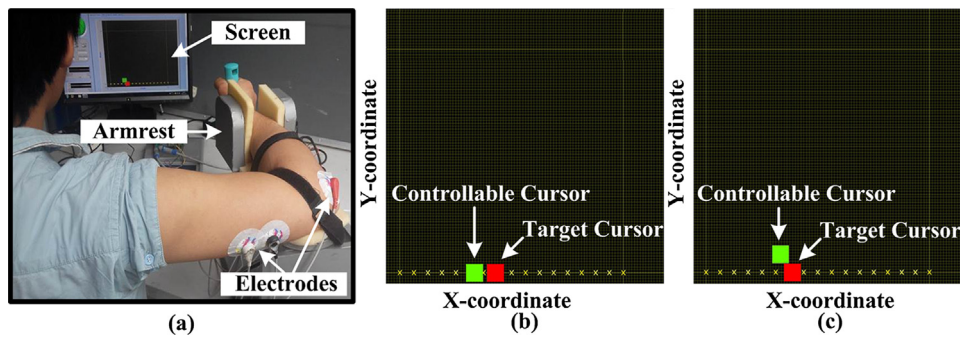 Screen
Armrest
Electrodes
(a)
Y-coordinate
Controllable Cursor
Target Cursor
X-coordinate
(b)
Y-coordinate
Controllable Cursor
Target Cursor
X-coordinate
(c)